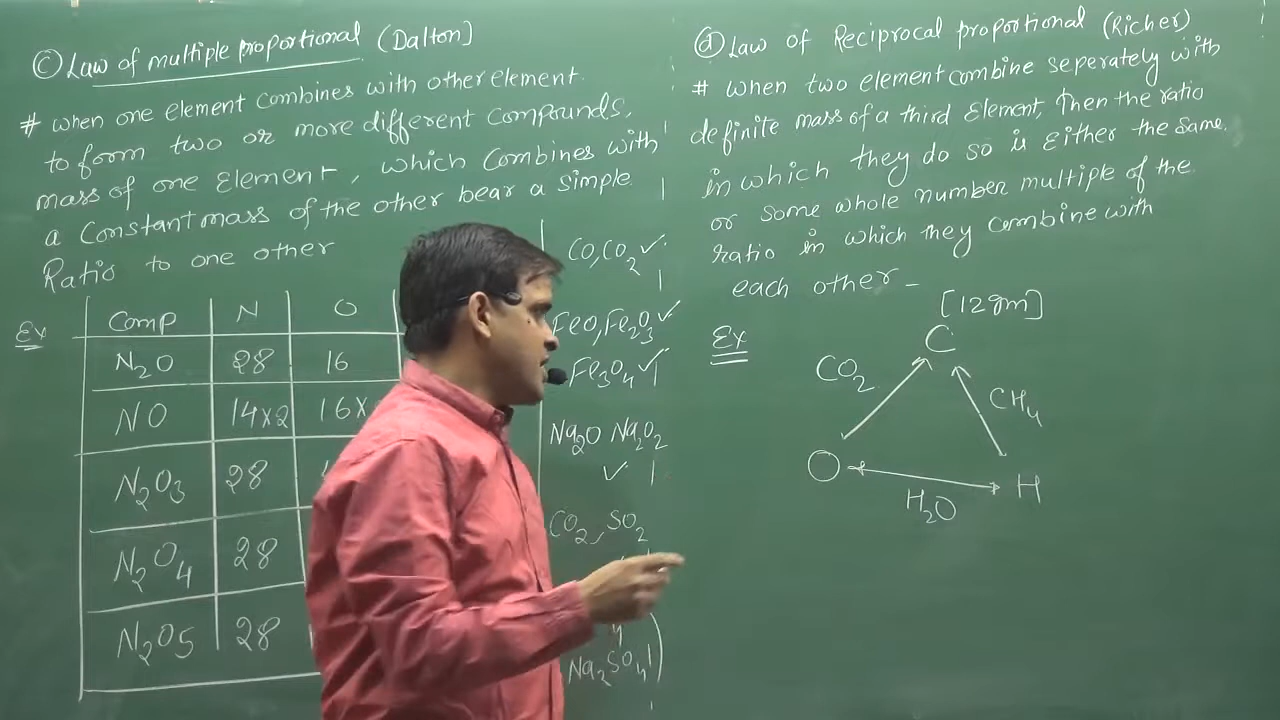 Ⓒ Law of multiple proportional (Dalton]
# when one element combines with other element.
to form two or more different compounds,
mass of one Element, which combines with
a constant mass of the other bear a simple
Ratio to one other
Ex
Comp N O
N₂O 28 16
NO 14×2 16×
N₂O₃ 28
N₂O₄ 28
N₂O₅ 28
CO, CO₂ ✓
FeO, Fe₂O₃ ✓
Fe₃O₄ ✓
Na₂O Na₂O₂
✓
CO₂, SO₂
Na₂SO₄)
ⓓ Law of Reciprocal proportional (Richer)
# when two element combine seperately with
definite mass of a third Element, Then the ratio
in which they do so is either the same.
or some whole number multiple of the
ratio in which they combine with
each other –
Ex
[12gm]
C
CO₂
CH₄
O
H
H₂O